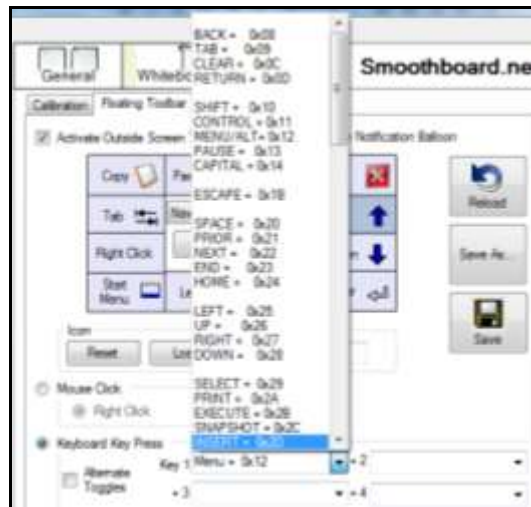 General
Whitebo
Smoothboard.ne
Calibration
Floating Toolbar
Activate Outside Screen
Notification Balloon
Copy
Tab
Right Click
Start
Menu
BACK = 0x08
TAB = 0x09
CLEAR = 0x0C
RETURN = 0x0D
SHIFT = 0x10
CONTROL = 0x11
MENU/ALT = 0x12
PAUSE = 0x13
CAPITAL = 0x14
ESCAPE = 0x1B
SPACE = 0x20
PRIOR = 0x21
NEXT = 0x22
END = 0x23
HOME = 0x24
LEFT = 0x25
UP = 0x26
RIGHT = 0x27
DOWN = 0x28
SELECT = 0x29
PRINT = 0x2A
EXECUTE = 0x2B
SNAPSHOT = 0x2C
INSERT = 0x2D
Reload
Save As...
Save
Icon
Reset
Mouse Click
Right Click
Keyboard Key Press
Alternate
Toggles
Key 1
Menu = 0x12
+ 2
+ 3
+ 4